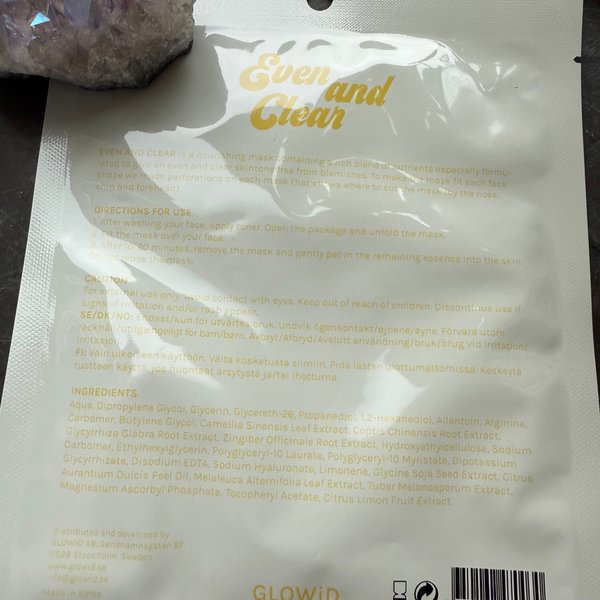 Even
and
Clear
EVEN AND CLEAR is a nourishing mask containing a rich blend of nutrients especially formu-
lated to give an even and clear skintone free from blemishes. To make the mask fit each face
shape we made perforations on each mask that shows where to cut the mask (by the nose,
chin and forehead)
DIRECTIONS FOR USE
1. After washing your face, apply toner. Open the package and unfold the mask.
2. Fit the mask over your face.
3. After 10-20 minutes, remove the mask and gently pat in the remaining essence into the skin.
Do not reuse the mask.
CAUTION
For external use only. Avoid contact with eyes. Keep out of reach of children. Discontinue use if
signs of irritation and/or rash appear.
SE/DK/NO: Endast/kun för utvärtes bruk. Undvik ögonkontakt/øjnene/øyne. Förvara utom
räckhåll/utilgængeligt for barn/børn. Avbryt/Afbryd/Avslutt användning/bruk/brug vid irritation/
irritasjon
FI: Vain ulkoiseen käyttöön. Vältä kosketusta silmiin. Pidä lasten ulottumattomissa. Keskeytä
tuotteen käyttö, jos huomaat ärsytystä ja/tai ihottuma.
INGREDIENTS
Aqua, Dipropylene Glycol, Glycerin, Glycereth-26, Propanediol, 1,2-Hexanediol, Allantoin, Arginine,
Carbomer, Butylene Glycol, Camellia Sinensis Leaf Extract, Coptis Chinensis Root Extract,
Glycyrrhiza Glabra Root Extract, Zingiber Officinale Root Extract, Hydroxyethylcellulose, Sodium
Carbomer, Ethylhexylglycerin, Polyglyceryl-10 Laurate, Polyglyceryl-10 Myristate, Dipotassium
Glycyrrhizate, Disodium EDTA, Sodium Hyaluronate, Limonene, Glycine Soja Seed Extract, Citrus
Aurantium Dulcis Peel Oil, Melaleuca Alternifolia Leaf Extract, Tuber Melanosporum Extract,
Magnesium Ascorbyl Phosphate, Tocopheryl Acetate, Citrus Limon Fruit Extract.
Distributed and developed by
GLOWiD AB, Sandhamnsgatan 67
11528 Stockholm, Sweden
www.glowid.se
info@glowid.se
Made in Korea
GLOWiD